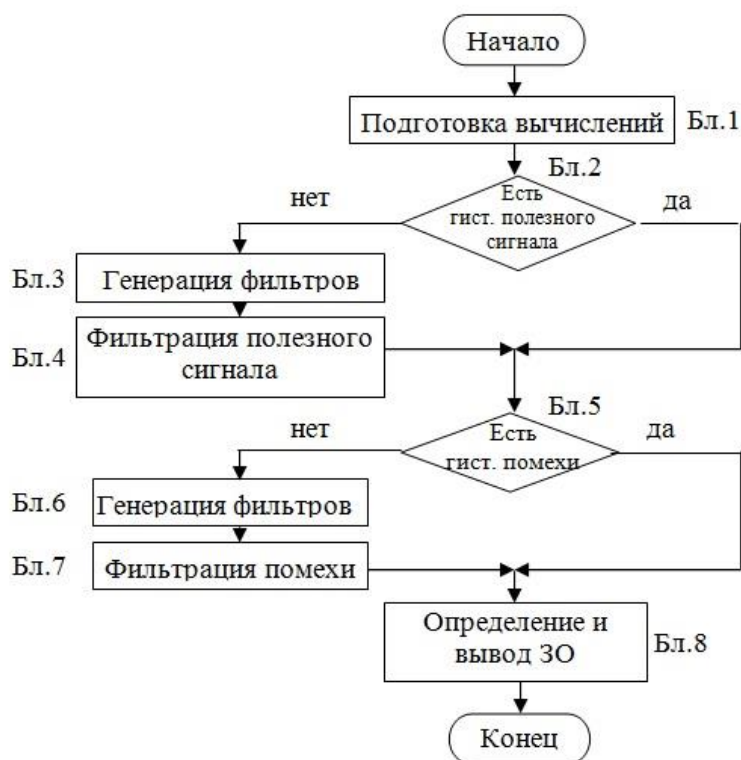 Начало
Подготовка вычислений
Бл.1
Бл.2
Есть
гист. полезного
сигнала
нет
да
Бл.3
Генерация фильтров
Бл.4
Фильтрация полезного
сигнала
Бл.5
Есть
гист. помехи
нет
да
Бл.6
Генерация фильтров
Бл.7
Фильтрация помехи
Определение и
вывод ЗО
Бл.8
Конец